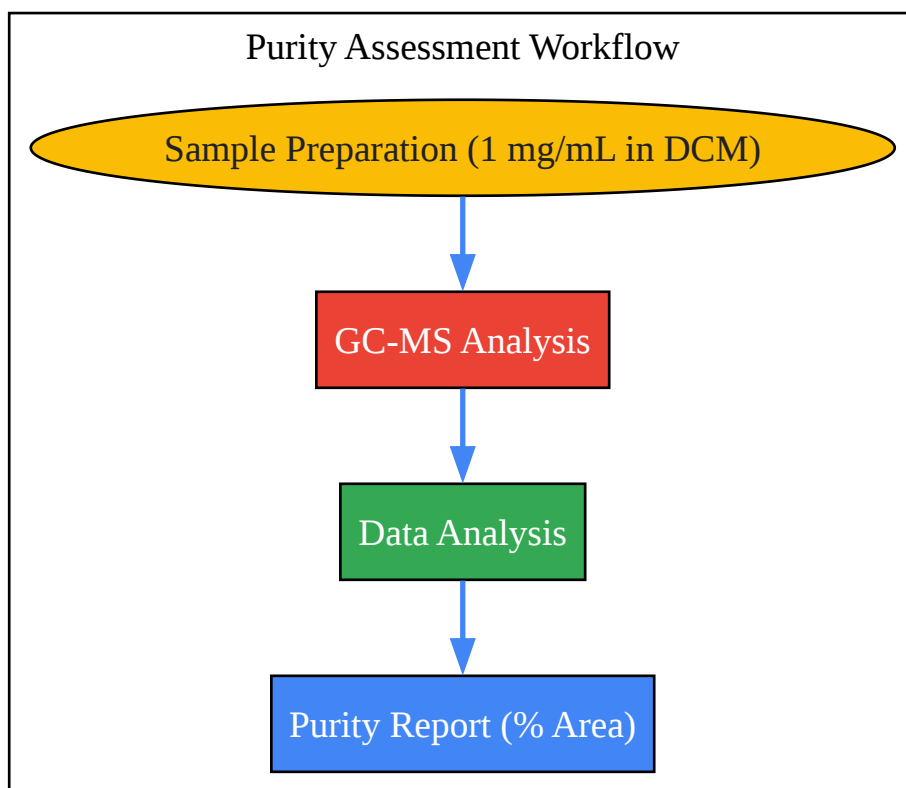 Purity Assessment Workflow
Sample Preparation (1 mg/mL in DCM)
GC-MS Analysis
Data Analysis
Purity Report (% Area)